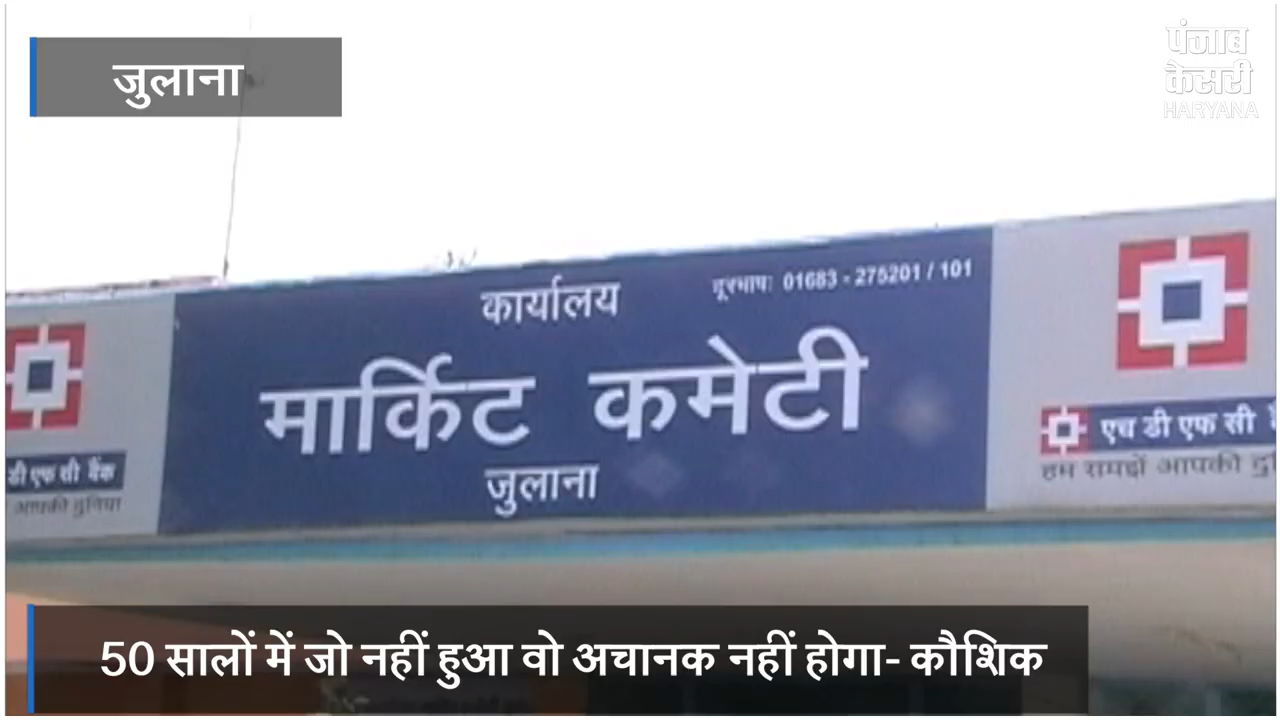 जुलाना
पंजाब
केसरी
HARYANA
कार्यालय
दूरभाषः 01683 - 275201 / 101
मार्किट कमेटी
जुलाना
डी एफ सी बैंक
आपकी दुनिया
एच डी एफ सी
हम समझें आपकी
50 सालों में जो नहीं हुआ वो अचानक नहीं होगा- कौशिक